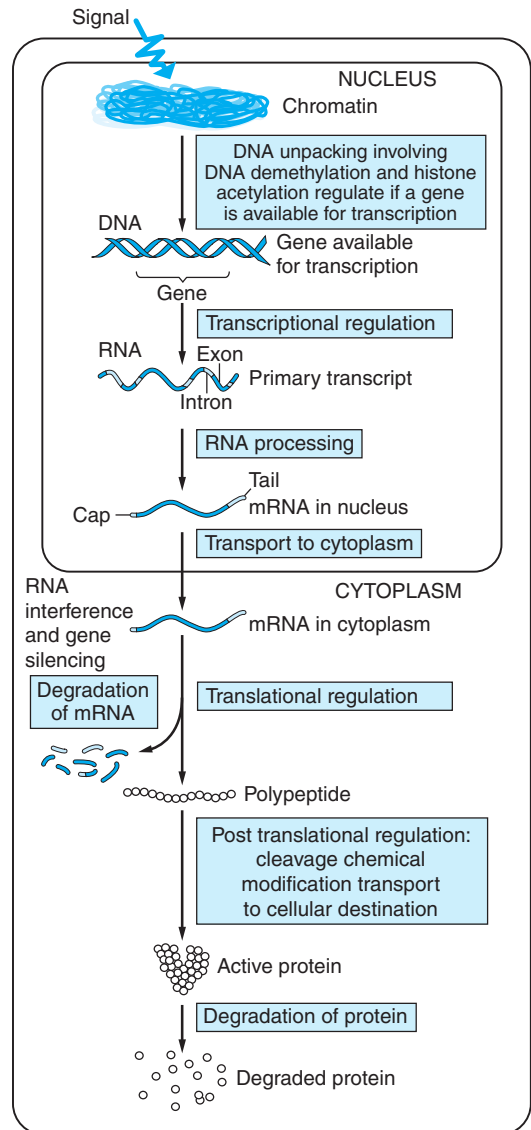 Signal
NUCLEUS
Chromatin
DNA unpacking involving
DNA demethylation and histone
acetylation regulate if a gene
is available for transcription
DNA
Gene available
for transcription
Gene
Transcriptional regulation
RNA
Exon
Primary transcript
Intron
RNA processing
Tail
Cap
mRNA in nucleus
Transport to cytoplasm
CYTOPLASM
RNA
interference
and gene
silencing
mRNA in cytoplasm
Degradation
of mRNA
Translational regulation
Polypeptide
Post translational regulation:
cleavage chemical
modification transport
to cellular destination
Active protein
Degradation of protein
Degraded protein